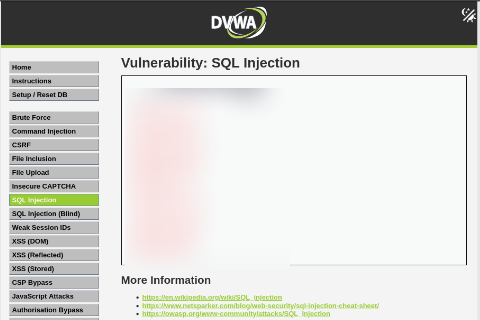 DVWA
Vulnerability: SQL Injection
Home
Instructions
Setup / Reset DB
Brute Force
Command Injection
CSRF
File Inclusion
File Upload
Insecure CAPTCHA
SQL Injection
SQL Injection (Blind)
Weak Session IDs
XSS (DOM)
XSS (Reflected)
XSS (Stored)
CSP Bypass
JavaScript Attacks
Authorisation Bypass
More Information
https://en.wikipedia.org/wiki/SQL_injection
https://www.netsparker.com/blog/web-security/sql-injection-cheat-sheet/
https://owasp.org/www-community/attacks/SQL_Injection